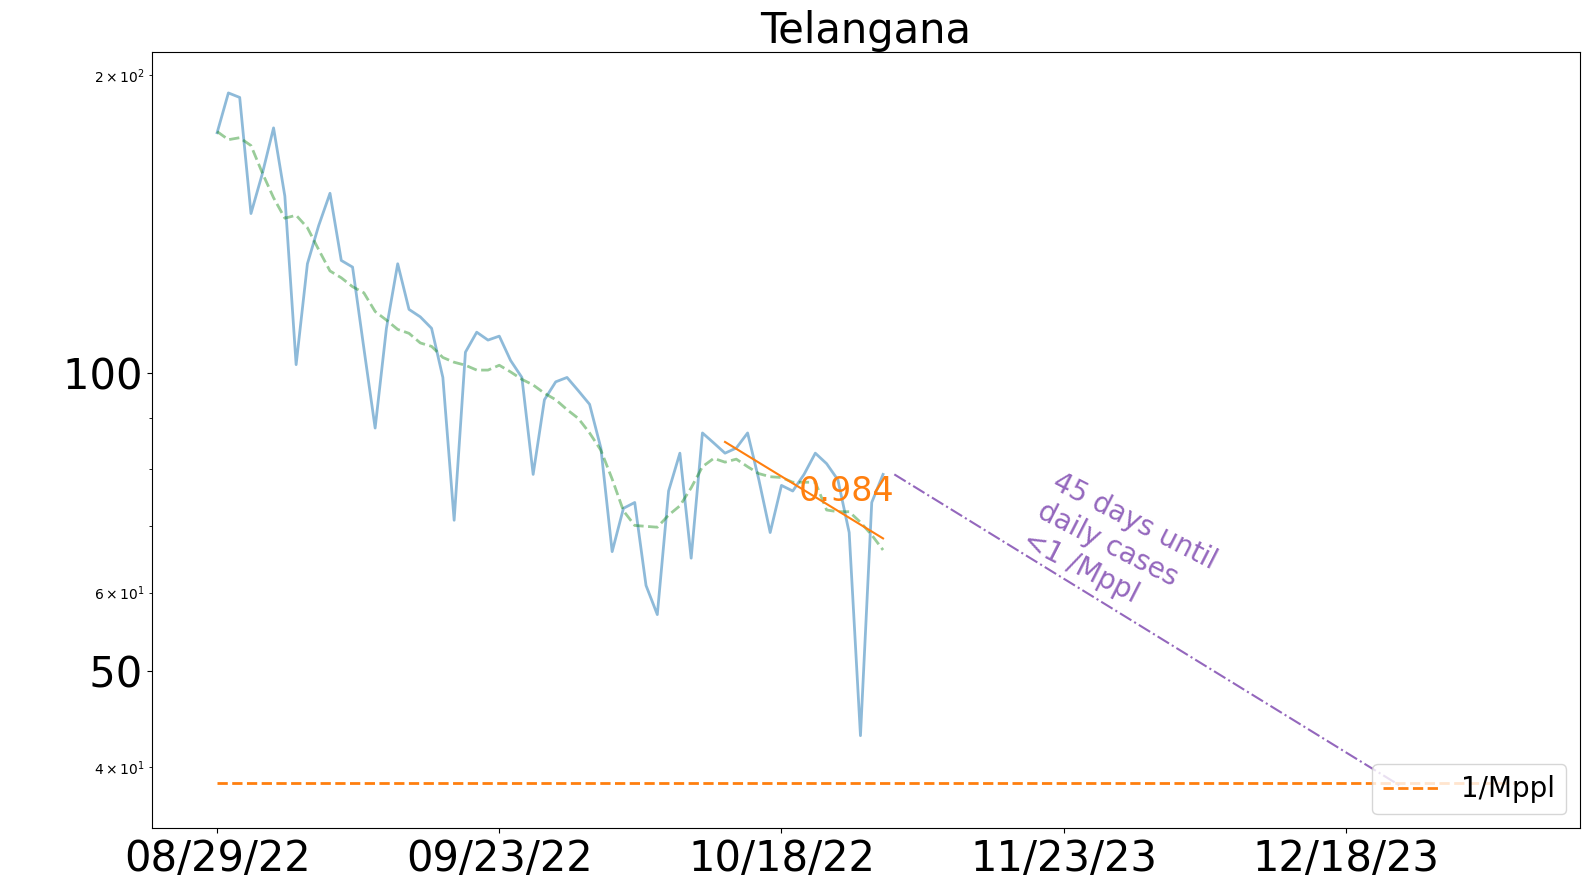 Telangana
2 × 10²
100
6 × 10¹
50
4 × 10¹
0.984
45 days until
daily cases
<1 /Mppl
1/Mppl
08/29/22
09/23/22
10/18/22
11/23/23
12/18/23